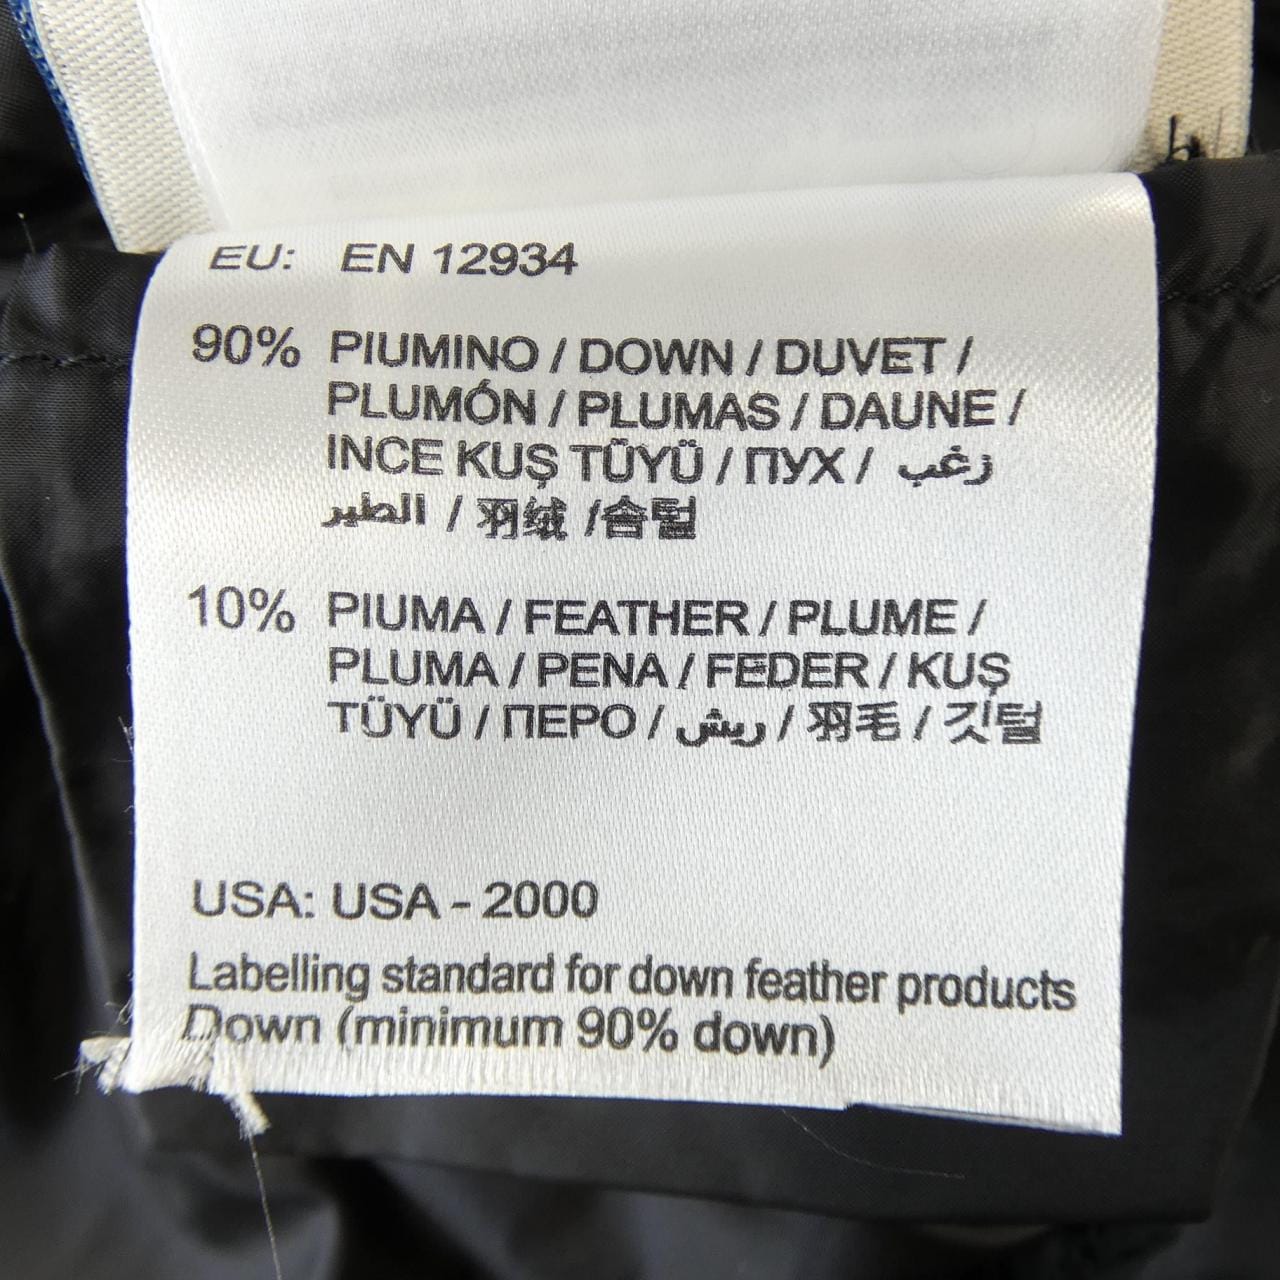 EU: EN 12934
90% PIUMINO / DOWN / DUVET /
PLUMÓN / PLUMAS / DAUNE /
INCE KUŞ TÜYÜ / ПУХ / زغب
الطير / 羽绒 /솜털
10% PIUMA / FEATHER / PLUME /
PLUMA / PENA / FEDER / KUŞ
TÜYÜ / ПЕРО / ريش / 羽毛 / 깃털
USA: USA - 2000
Labelling standard for down feather products
Down (minimum 90% down)